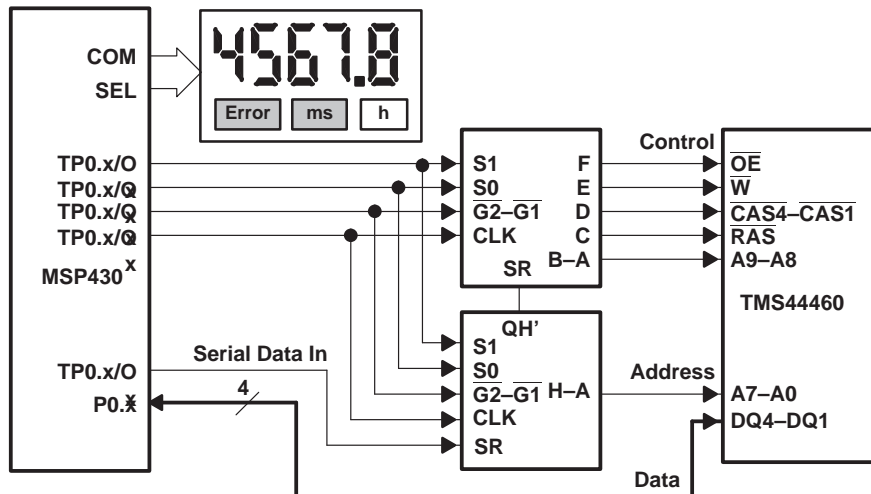 COM
SEL
4567.8
Error ms h
TP0.x/O
TP0.x/Q
x
TP0.x/Q
x
TP0.x/Q
x
MSP430 x
TP0.x/O
P0.x
x
Serial Data In
4
S1
S0
G2–G1
CLK
SR
F
E
D
C
B–A
QH'
S1
S0
G2–G1
CLK
SR
H–A
Control
Address
Data
OE
W
CAS4–CAS1
RAS
A9–A8
TMS44460
A7–A0
DQ4–DQ1